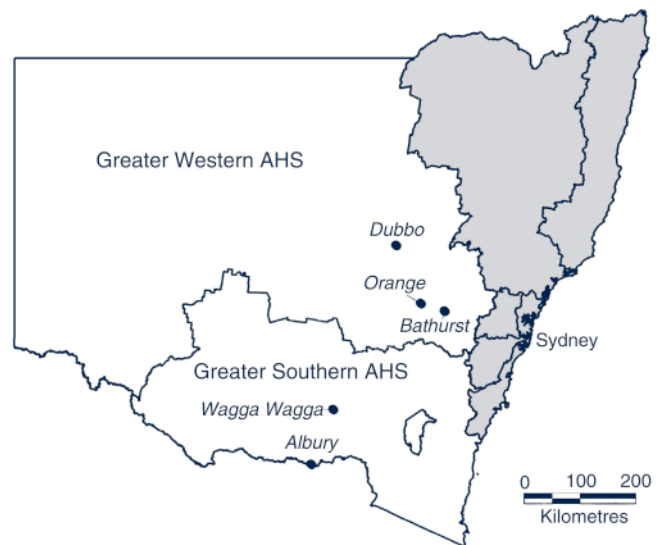 Greater Western AHS
Dubbo
Orange
Bathurst
Sydney
Greater Southern AHS
Wagga Wagga
Albury
0 100 200
Kilometres